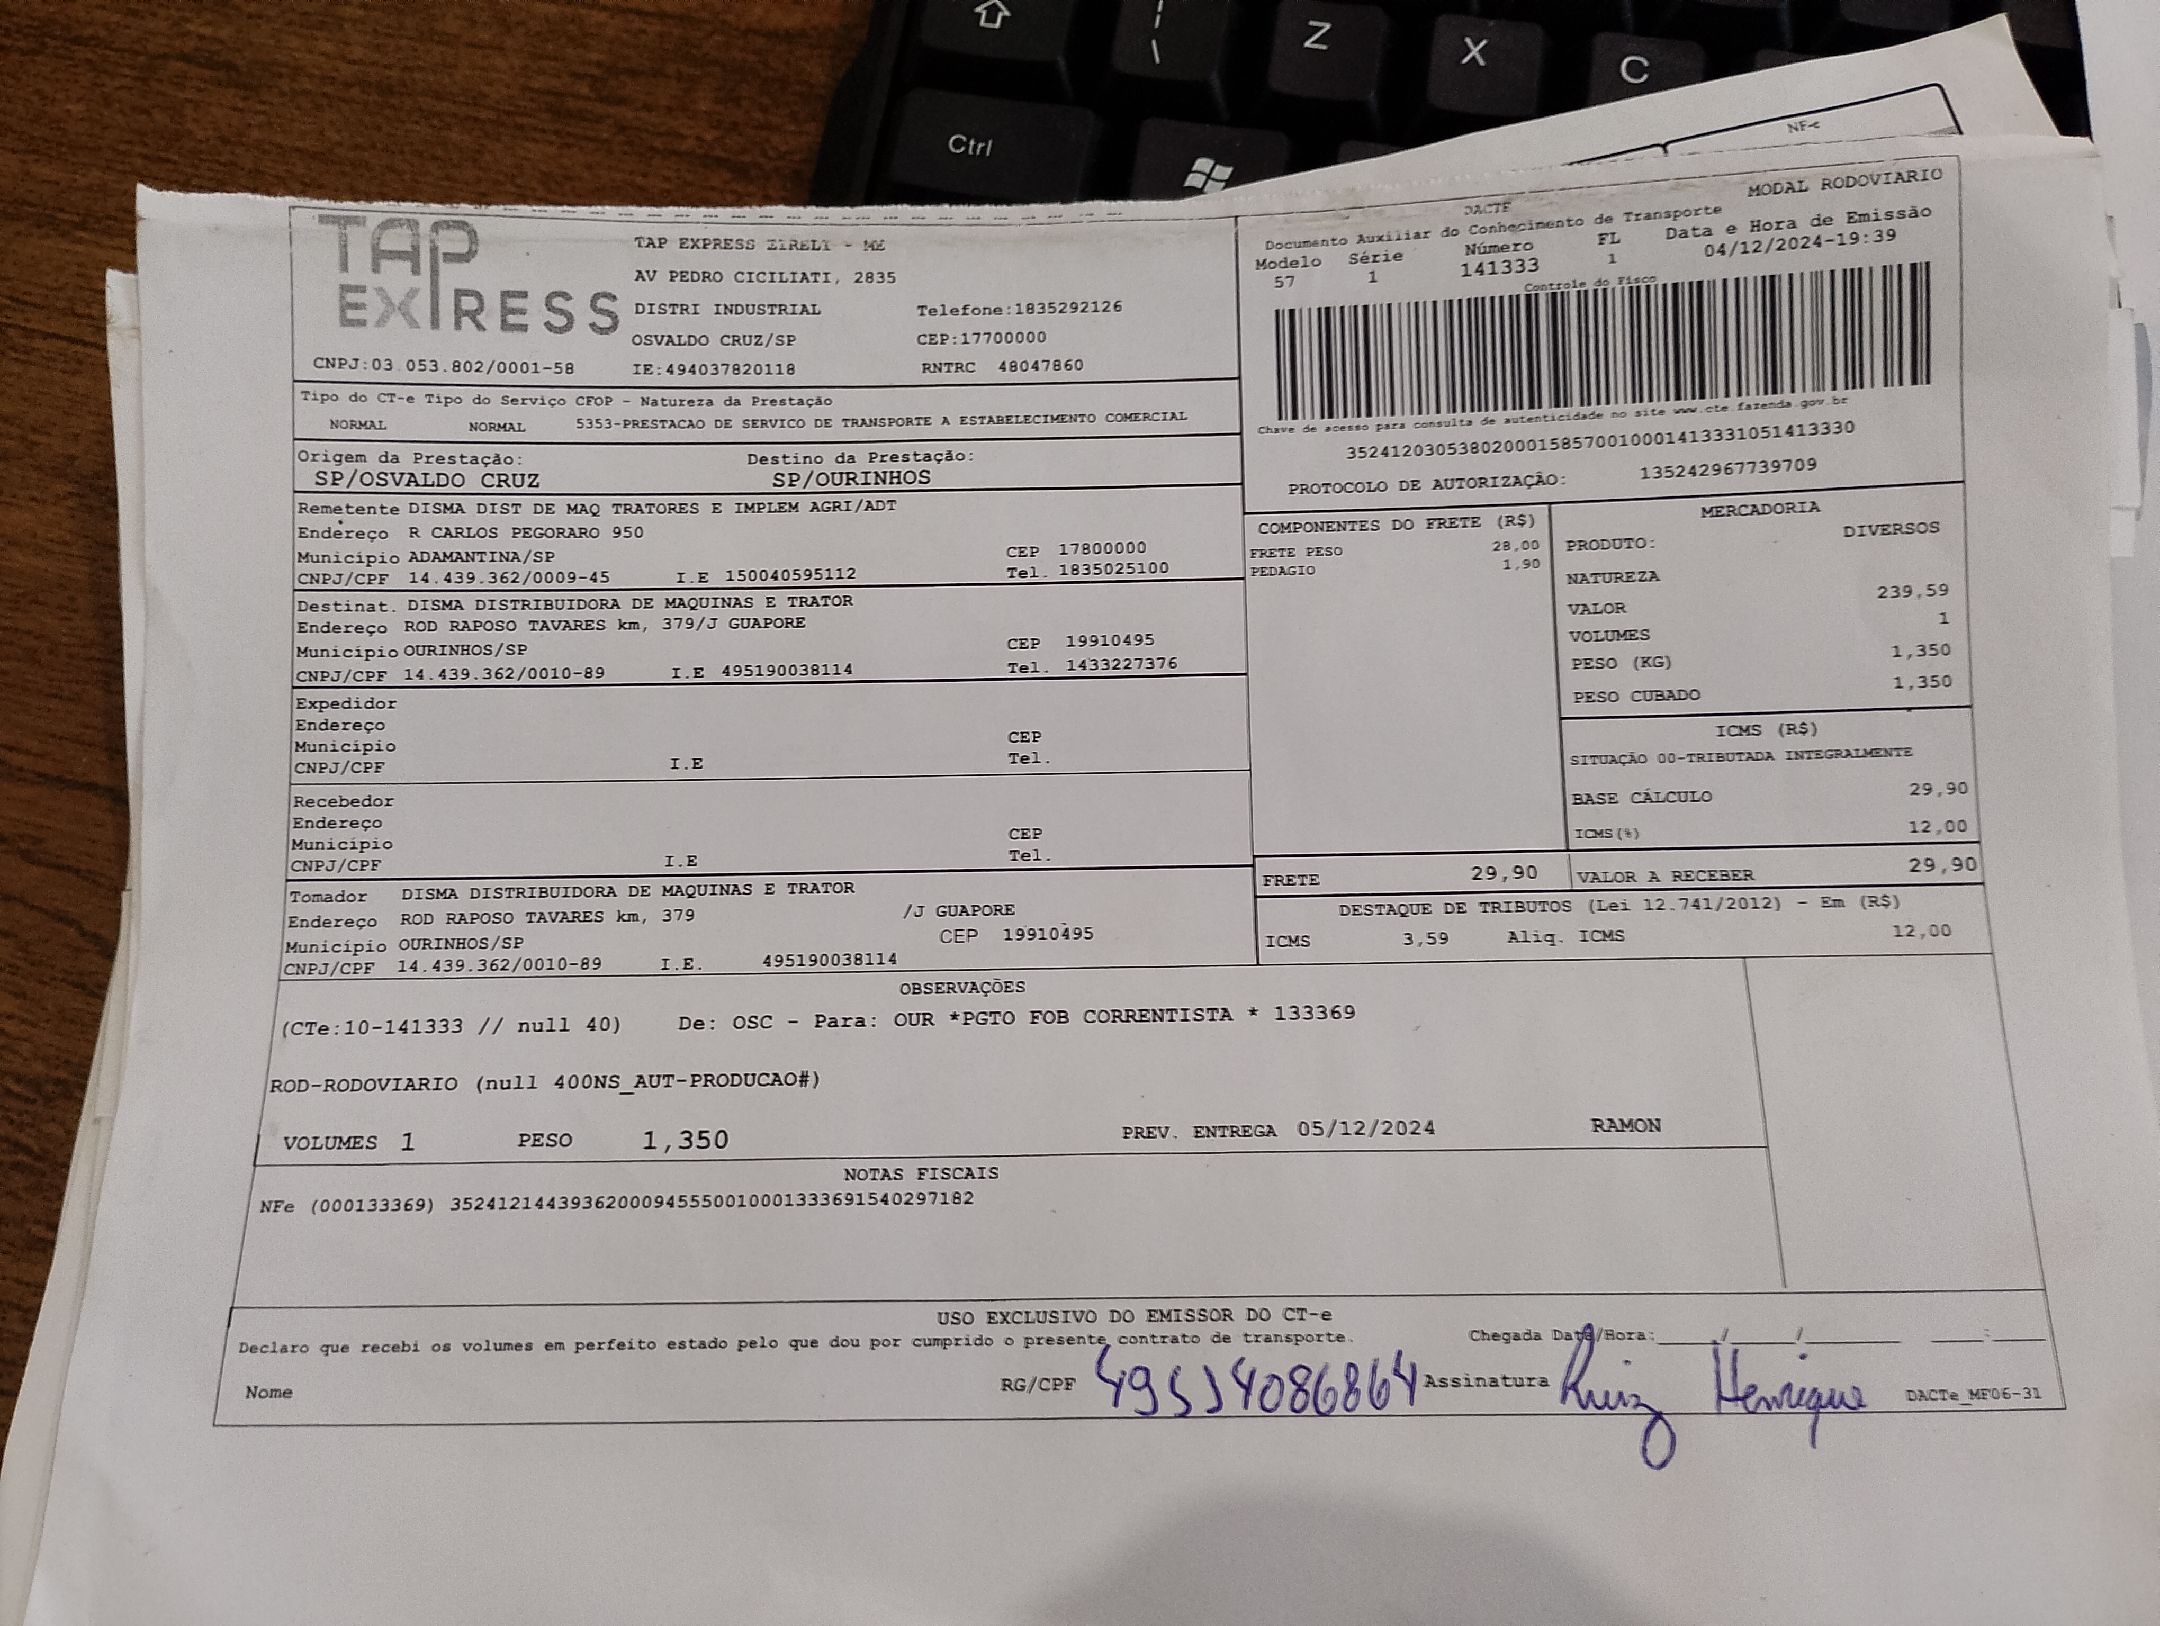 Z
X
C
Ctrl
NF-e
TAP
EXPRESS
TAP EXPRESS EIRELI - ME
AV PEDRO CICILIATI, 2835
DISTRI INDUSTRIAL Telefone:1835292126
OSVALDO CRUZ/SP CEP:17700000
CNPJ:03.053.802/0001-58 IE:494037820118 RNTRC 48047860
DACTE MODAL RODOVIARIO
Documento Auxiliar do Conhecimento de Transporte
Modelo Série Número FL Data e Hora de Emissão
57 1 141333 1 04/12/2024-19:39
Controle do Fisco
Chave de acesso para consulta de autenticidade no site www.cte.fazenda.gov.br
35241203053802000158570010001413331051413330
PROTOCOLO DE AUTORIZAÇÃO: 135242967739709
Tipo do CT-e Tipo do Serviço CFOP - Natureza da Prestação
NORMAL NORMAL 5353-PRESTACAO DE SERVICO DE TRANSPORTE A ESTABELECIMENTO COMERCIAL
Origem da Prestação: Destino da Prestação:
SP/OSVALDO CRUZ SP/OURINHOS
Remetente DISMA DIST DE MAQ TRATORES E IMPLEM AGRI/ADT
Endereço R CARLOS PEGORARO 950
Município ADAMANTINA/SP CEP 17800000
CNPJ/CPF 14.439.362/0009-45 I.E 150040595112 Tel. 1835025100
Destinat. DISMA DISTRIBUIDORA DE MAQUINAS E TRATOR
Endereço ROD RAPOSO TAVARES km, 379/J GUAPORE
Município OURINHOS/SP CEP 19910495
CNPJ/CPF 14.439.362/0010-89 I.E 495190038114 Tel. 1433227376
Expedidor
Endereço
Município CEP
CNPJ/CPF I.E Tel.
Recebedor
Endereço
Município CEP
CNPJ/CPF I.E Tel.
Tomador DISMA DISTRIBUIDORA DE MAQUINAS E TRATOR
Endereço ROD RAPOSO TAVARES km, 379 /J GUAPORE
Município OURINHOS/SP CEP 19910495
CNPJ/CPF 14.439.362/0010-89 I.E. 495190038114
COMPONENTES DO FRETE (R$)
FRETE PESO 28,00
PEDAGIO 1,90
MERCADORIA
PRODUTO: DIVERSOS
NATUREZA
VALOR 239,59
VOLUMES 1
PESO (KG) 1,350
PESO CUBADO 1,350
ICMS (R$)
SITUAÇÃO 00-TRIBUTADA INTEGRALMENTE
BASE CÁLCULO 29,90
ICMS(%) 12,00
FRETE 29,90 VALOR A RECEBER 29,90
DESTAQUE DE TRIBUTOS (Lei 12.741/2012) - Em (R$)
ICMS 3,59 Aliq. ICMS 12,00
OBSERVAÇÕES
(CTe:10-141333 // null 40) De: OSC - Para: OUR *PGTO FOB CORRENTISTA * 133369
ROD-RODOVIARIO (null 400NS_AUT-PRODUCAO#)
VOLUMES 1 PESO 1,350 PREV. ENTREGA 05/12/2024 RAMON
NOTAS FISCAIS
NFe (000133369) 35241214439362000945550010001333691540297182
USO EXCLUSIVO DO EMISSOR DO CT-e
Declaro que recebi os volumes em perfeito estado pelo que dou por cumprido o presente contrato de transporte. Chegada Data/Hora:_____/_____/_______ ____:____
Nome RG/CPF 49514086864 Assinatura Ruiz Henrique DACTe_MF06-31